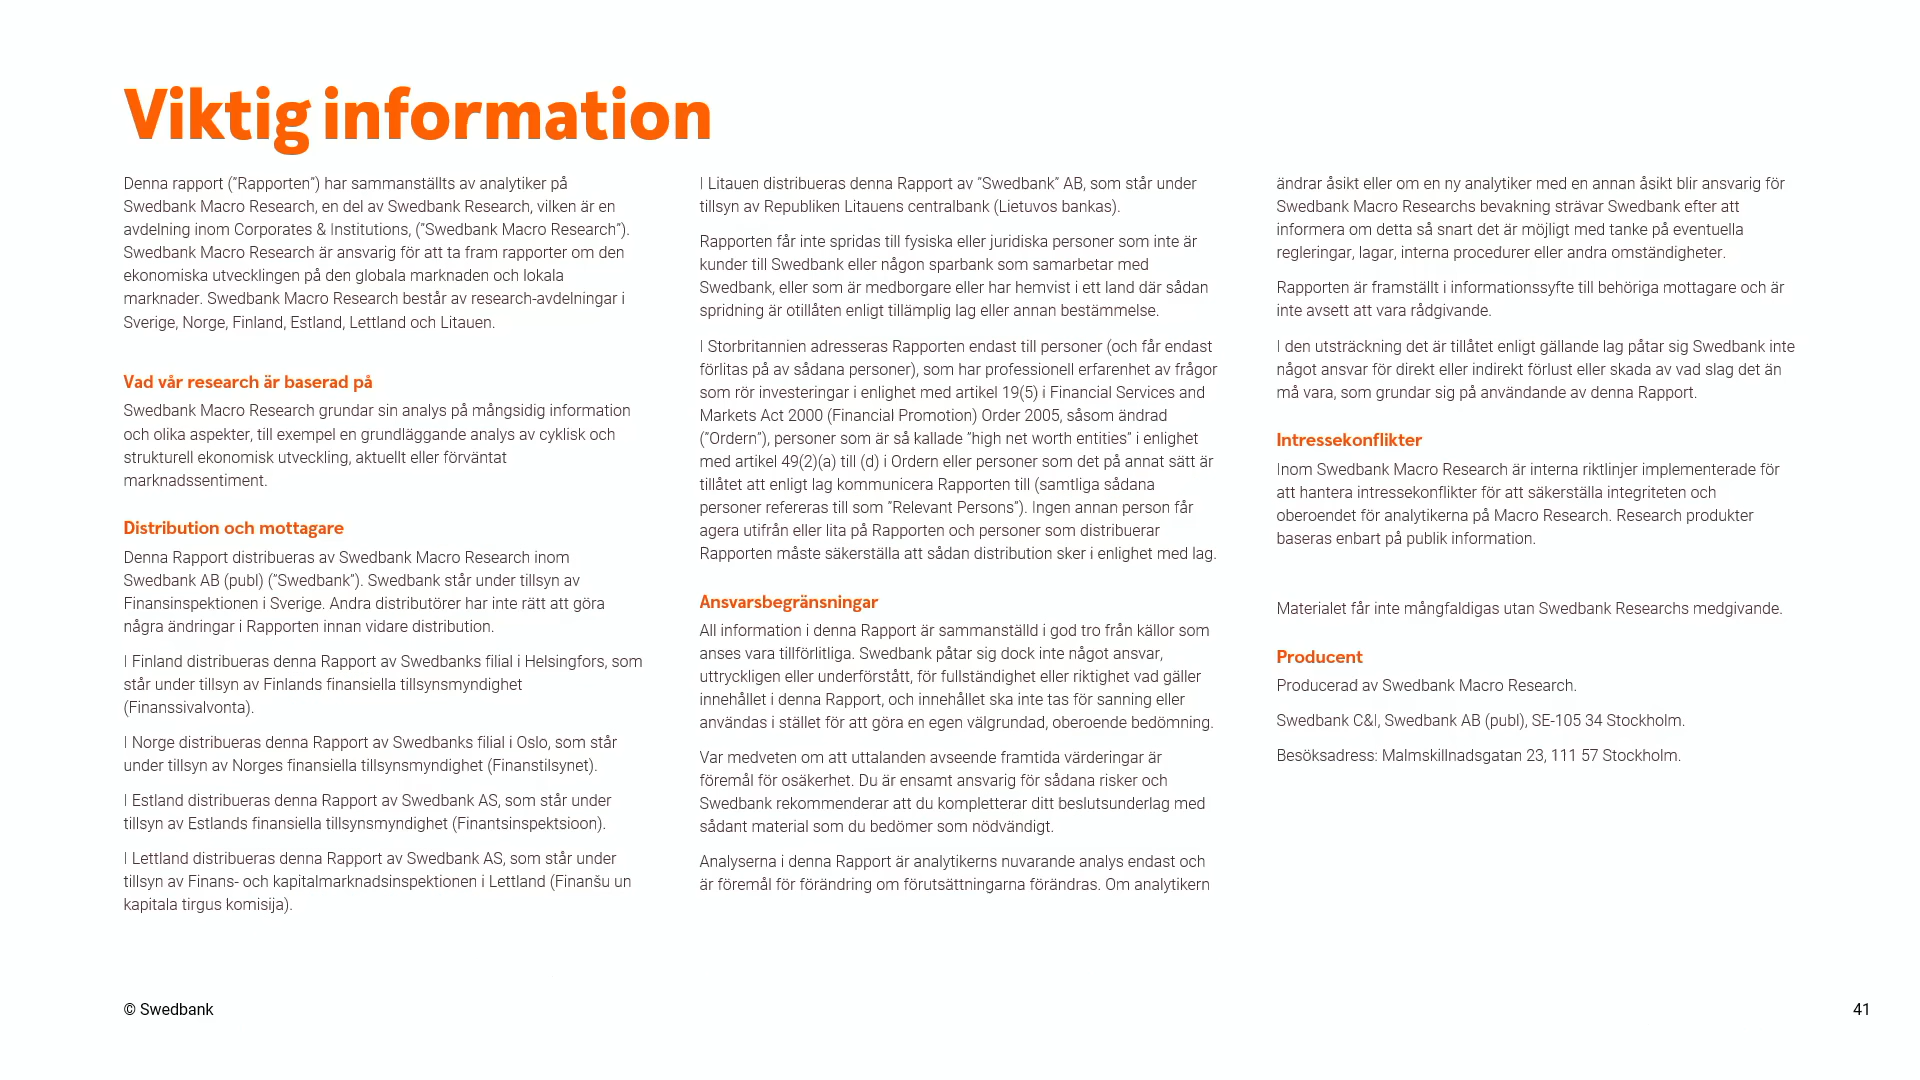 Viktig information
Denna rapport (”Rapporten”) har sammanställts av analytiker på
Swedbank Macro Research, en del av Swedbank Research, vilken är en
avdelning inom Corporates & Institutions, (”Swedbank Macro Research”).
Swedbank Macro Research är ansvarig för att ta fram rapporter om den
ekonomiska utvecklingen på den globala marknaden och lokala
marknader. Swedbank Macro Research består av research-avdelningar i
Sverige, Norge, Finland, Estland, Lettland och Litauen.
Vad vår research är baserad på
Swedbank Macro Research grundar sin analys på mångsidig information
och olika aspekter, till exempel en grundläggande analys av cyklisk och
strukturell ekonomisk utveckling, aktuellt eller förväntat
marknadssentiment.
Distribution och mottagare
Denna Rapport distribueras av Swedbank Macro Research inom
Swedbank AB (publ) (”Swedbank”). Swedbank står under tillsyn av
Finansinspektionen i Sverige. Andra distributörer har inte rätt att göra
några ändringar i Rapporten innan vidare distribution.
I Finland distribueras denna Rapport av Swedbanks filial i Helsingfors, som
står under tillsyn av Finlands finansiella tillsynsmyndighet
(Finanssivalvonta).
I Norge distribueras denna Rapport av Swedbanks filial i Oslo, som står
under tillsyn av Norges finansiella tillsynsmyndighet (Finanstilsynet).
I Estland distribueras denna Rapport av Swedbank AS, som står under
tillsyn av Estlands finansiella tillsynsmyndighet (Finantsinspektsioon).
I Lettland distribueras denna Rapport av Swedbank AS, som står under
tillsyn av Finans- och kapitalmarknadsinspektionen i Lettland (Finanšu un
kapitala tirgus komisija).
I Litauen distribueras denna Rapport av ”Swedbank” AB, som står under
tillsyn av Republiken Litauens centralbank (Lietuvos bankas).
Rapporten får inte spridas till fysiska eller juridiska personer som inte är
kunder till Swedbank eller någon sparbank som samarbetar med
Swedbank, eller som är medborgare eller har hemvist i ett land där sådan
spridning är otillåten enligt tillämplig lag eller annan bestämmelse.
I Storbritannien adresseras Rapporten endast till personer (och får endast
förlitas på av sådana personer), som har professionell erfarenhet av frågor
som rör investeringar i enlighet med artikel 19(5) i Financial Services and
Markets Act 2000 (Financial Promotion) Order 2005, såsom ändrad
(”Ordern”), personer som är så kallade ”high net worth entities” i enlighet
med artikel 49(2)(a) till (d) i Ordern eller personer som det på annat sätt är
tillåtet att enligt lag kommunicera Rapporten till (samtliga sådana
personer refereras till som ”Relevant Persons”). Ingen annan person får
agera utifrån eller lita på Rapporten och personer som distribuerar
Rapporten måste säkerställa att sådan distribution sker i enlighet med lag.
Ansvarsbegränsningar
All information i denna Rapport är sammanställd i god tro från källor som
anses vara tillförlitliga. Swedbank påtar sig dock inte något ansvar,
uttryckligen eller underförstått, för fullständighet eller riktighet vad gäller
innehållet i denna Rapport, och innehållet ska inte tas för sanning eller
användas i stället för att göra en egen välgrundad, oberoende bedömning.
Var medveten om att uttalanden avseende framtida värderingar är
föremål för osäkerhet. Du är ensamt ansvarig för sådana risker och
Swedbank rekommenderar att du kompletterar ditt beslutsunderlag med
sådant material som du bedömer som nödvändigt.
Analyserna i denna Rapport är analytikerns nuvarande analys endast och
är föremål för förändring om förutsättningarna förändras. Om analytikern
ändrar åsikt eller om en ny analytiker med en annan åsikt blir ansvarig för
Swedbank Macro Researchs bevakning strävar Swedbank efter att
informera om detta så snart det är möjligt med tanke på eventuella
regleringar, lagar, interna procedurer eller andra omständigheter.
Rapporten är framställt i informationssyfte till behöriga mottagare och är
inte avsett att vara rådgivande.
I den utsträckning det är tillåtet enligt gällande lag påtar sig Swedbank inte
något ansvar för direkt eller indirekt förlust eller skada av vad slag det än
må vara, som grundar sig på användande av denna Rapport.
Intressekonflikter
Inom Swedbank Macro Research är interna riktlinjer implementerade för
att hantera intressekonflikter för att säkerställa integriteten och
oberoendet för analytikerna på Macro Research. Research produkter
baseras enbart på publik information.
Materialet får inte mångfaldigas utan Swedbank Researchs medgivande.
Producent
Producerad av Swedbank Macro Research.
Swedbank C&I, Swedbank AB (publ), SE-105 34 Stockholm.
Besöksadress: Malmskillnadsgatan 23, 111 57 Stockholm.
© Swedbank
41